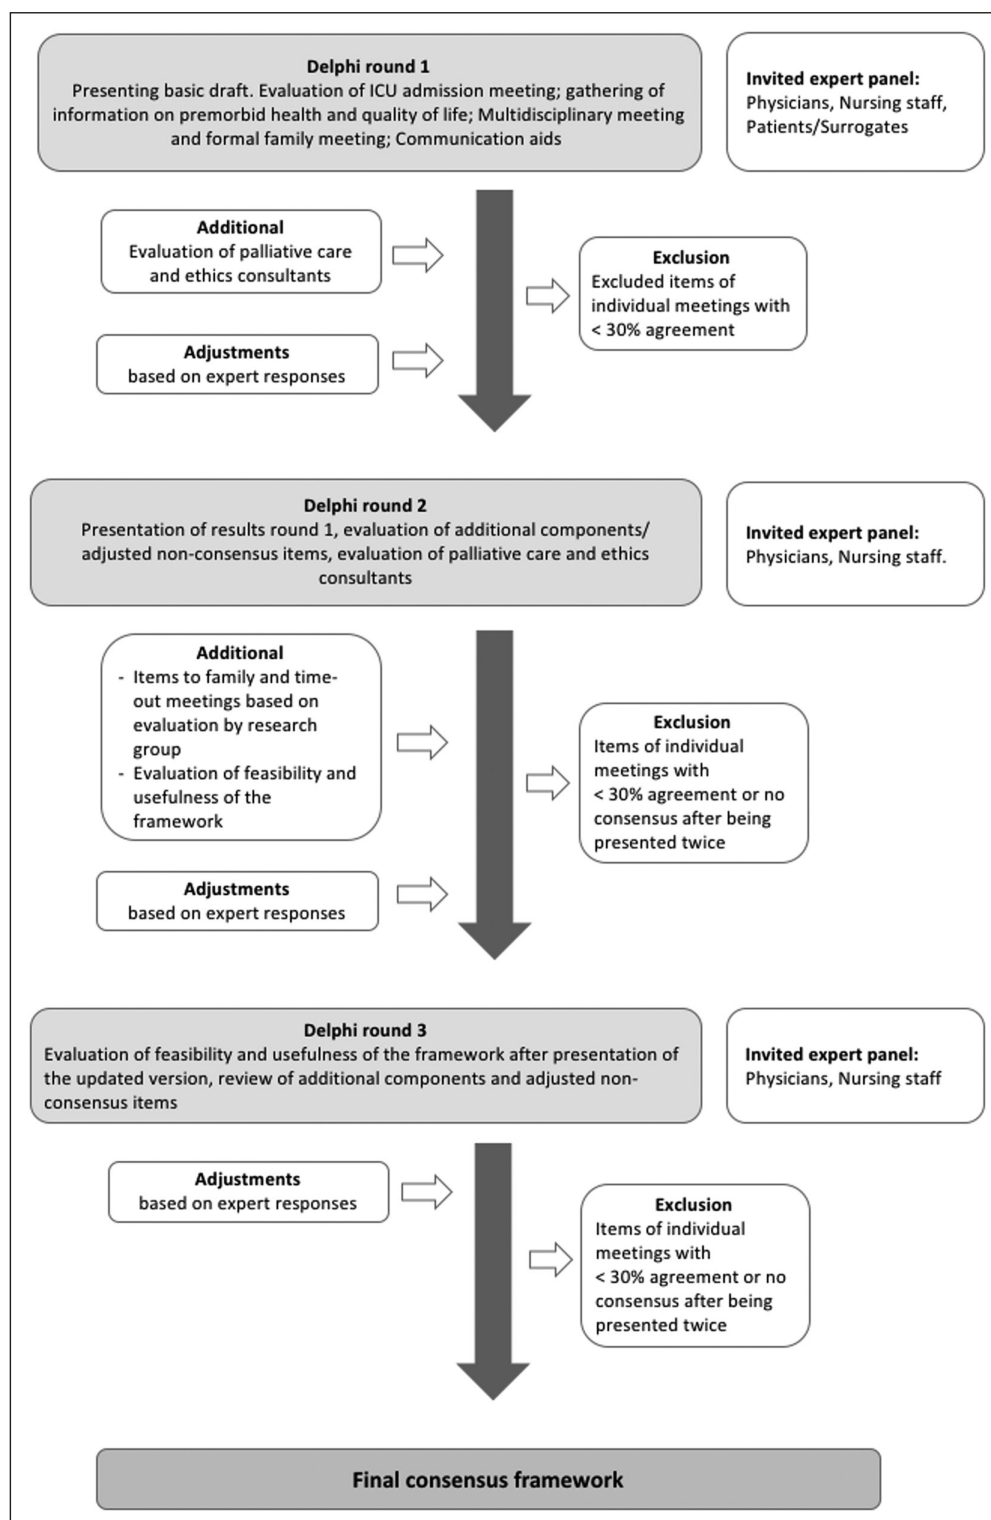 Delphi round 1
Presenting basic draft. Evaluation of ICU admission meeting; gathering of
information on premorbid health and quality of life; Multidisciplinary meeting
and formal family meeting; Communication aids
Invited expert panel:
Physicians, Nursing staff,
Patients/Surrogates
Additional
Evaluation of palliative care
and ethics consultants
Exclusion
Excluded items of
individual meetings with
< 30% agreement
Adjustments
based on expert responses
Delphi round 2
Presentation of results round 1, evaluation of additional components/
adjusted non-consensus items, evaluation of palliative care and ethics
consultants
Invited expert panel:
Physicians, Nursing staff.
Additional
- Items to family and time-
out meetings based on
evaluation by research
group
- Evaluation of feasibility and
usefulness of the
framework
Exclusion
Items of individual
meetings with
< 30% agreement or no
consensus after being
presented twice
Adjustments
based on expert responses
Delphi round 3
Evaluation of feasibility and usefulness of the framework after presentation of
the updated version, review of additional components and adjusted non-
consensus items
Invited expert panel:
Physicians, Nursing staff
Adjustments
based on expert responses
Exclusion
Items of individual
meetings with
< 30% agreement or no
consensus after being
presented twice
Final consensus framework